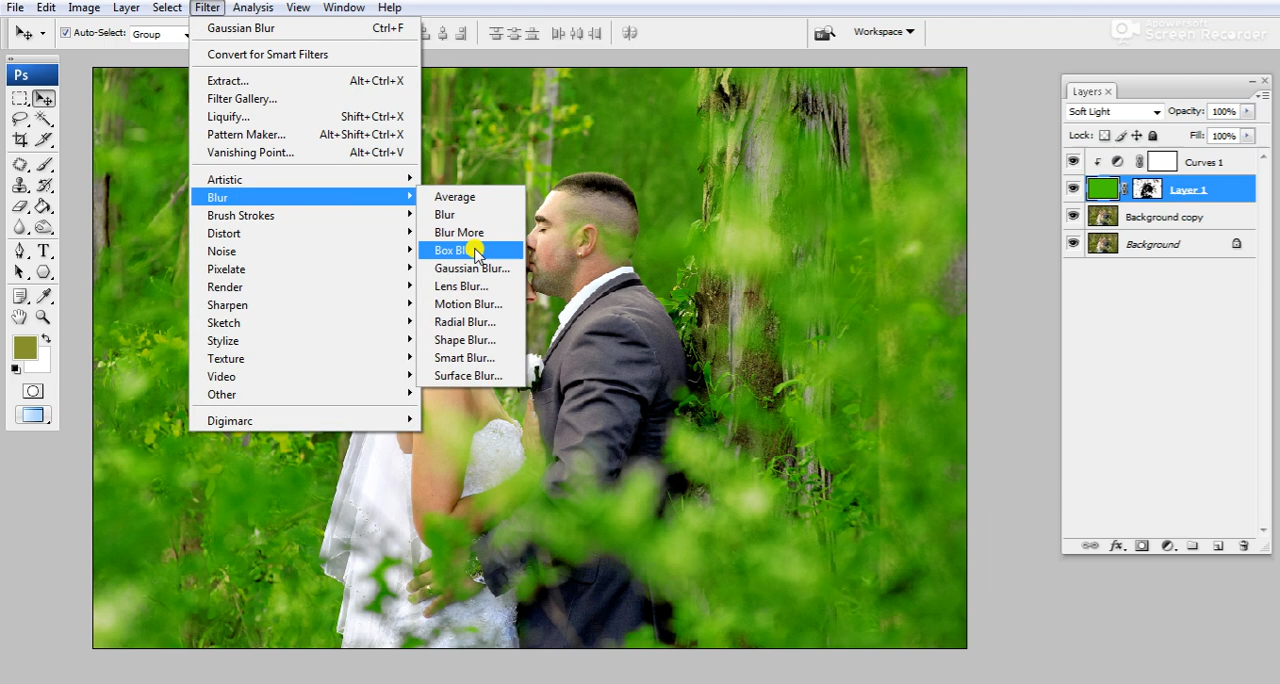 File Edit Image Layer Select Filter Analysis View Window Help
Auto-Select: Group
Workspace
Apowersoft
Screen Recorder
Ps
Gaussian Blur Ctrl+F
Convert for Smart Filters
Extract... Alt+Ctrl+X
Filter Gallery...
Liquify... Shift+Ctrl+X
Pattern Maker... Alt+Shift+Ctrl+X
Vanishing Point... Alt+Ctrl+V
Artistic
Blur
Brush Strokes
Distort
Noise
Pixelate
Render
Sharpen
Sketch
Stylize
Texture
Video
Other
Digimarc
Average
Blur
Blur More
Box
Gaussian Blur...
Lens Blur...
Motion Blur...
Radial Blur...
Shape Blur...
Smart Blur...
Surface Blur...
Layers
Soft Light Opacity: 100%
Lock: Fill: 100%
Curves 1
Layer 1
Background copy
Background